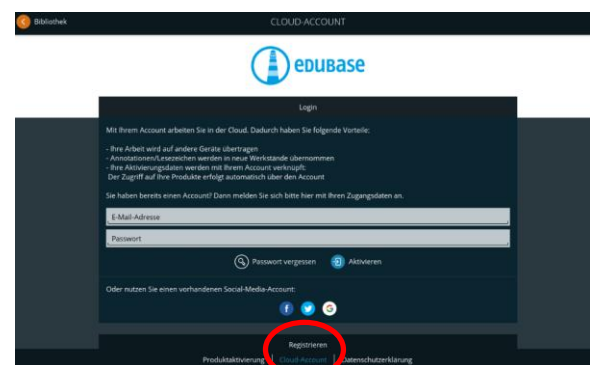 Bibliothek
CLOUD-ACCOUNT
EDUBASE
Login
Mit Ihrem Account arbeiten Sie in der Cloud. Dadurch haben Sie folgende Vorteile:
- Ihre Arbeit wird auf andere Geräte übertragen
- Annotationen/Lesezeichen werden in neue Werkstände übernommen
- Ihre Aktivierungsdaten werden mit Ihrem Account verknüpft:
Der Zugriff auf Ihre Produkte erfolgt automatisch über den Account
Sie haben bereits einen Account? Dann melden Sie sich bitte hier mit Ihren Zugangsdaten an.
E-Mail-Adresse
Passwort
Passwort vergessen Aktivieren
Oder nutzen Sie einen vorhandenen Social-Media-Account:
Registrieren
Produktaktivierung | Cloud-Account | Datenschutzerklärung